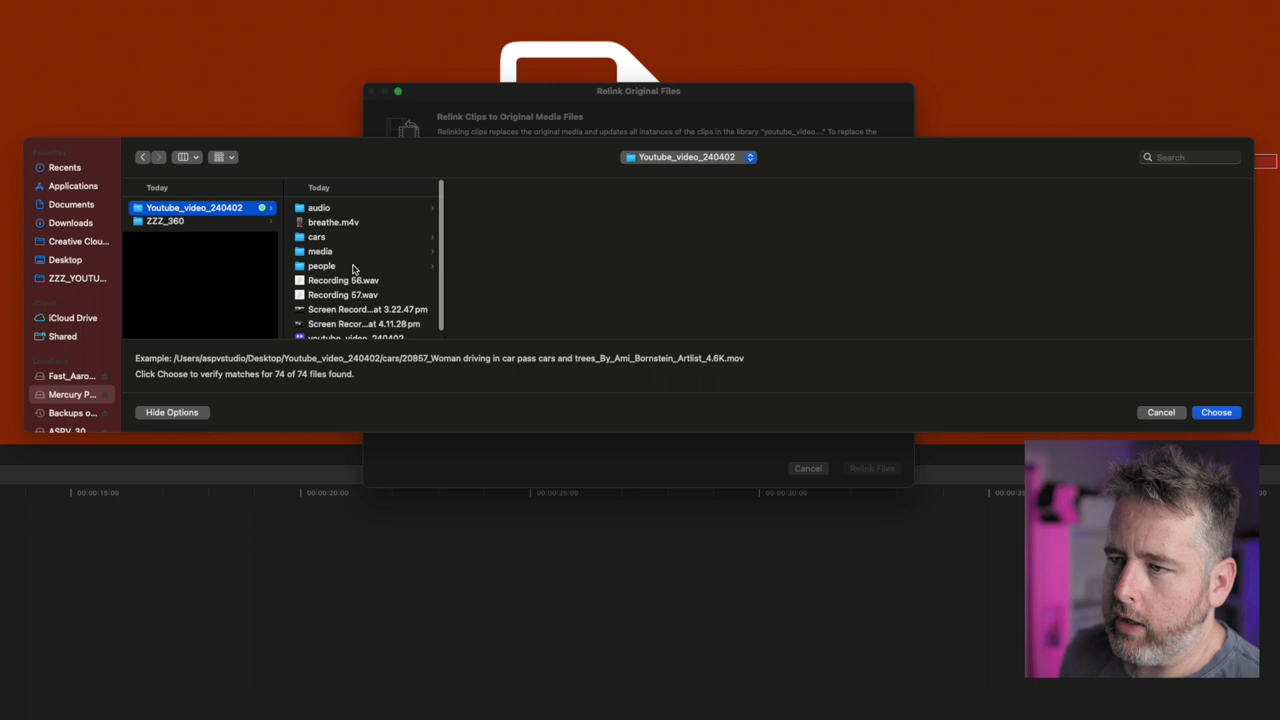 Relink Original Files
Relink Clips to Original Media Files
Relinking clips replaces the original media and updates all instances of the clips in the library "youtube_video..." To replace the
Favorites
Recents
Applications
Documents
Downloads
Creative Clou...
Desktop
ZZZ_YOUTU...
iCloud
iCloud Drive
Shared
Locations
Fast_Aaro...
Mercury P...
Backups o...
ASPV_30
Youtube_video_240402
Search
Today
Youtube_video_240402
ZZZ_360
Today
audio
breathe.m4v
cars
media
people
Recording 56.wav
Recording 57.wav
Screen Record...at 3.22.47 pm
Screen Recor...at 4.11.28 pm
youtube_video_240402
Example: /Users/aspvstudio/Desktop/Youtube_video_240402/cars/20857_Woman driving in car pass cars and trees_By_Ami_Bornstein_Artlist_4.6K.mov
Click Choose to verify matches for 74 of 74 files found.
Hide Options
Cancel
Choose
Cancel
Relink Files
00:00:15:00
00:00:20:00
00:00:25:00
00:00:30:00